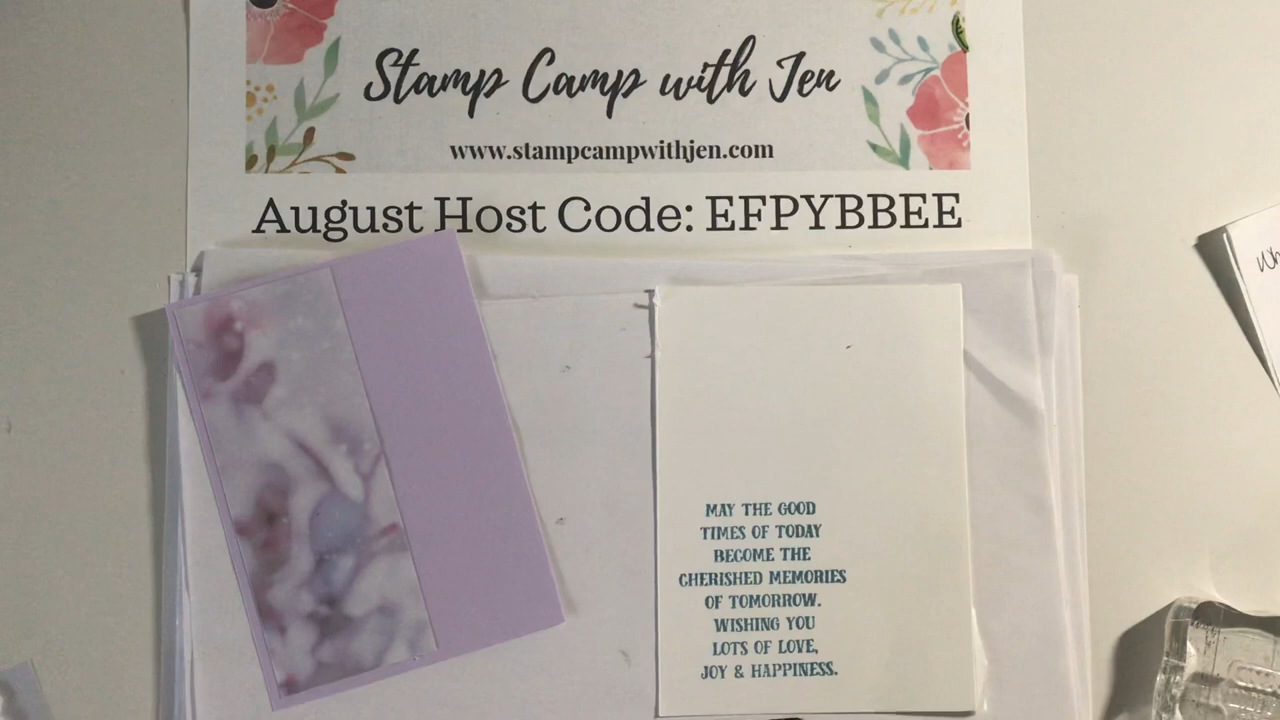 Stamp Camp with Jen
www.stampcampwithjen.com
August Host Code: EFPYBBEE
MAY THE GOOD
TIMES OF TODAY
BECOME THE
CHERISHED MEMORIES
OF TOMORROW.
WISHING YOU
LOTS OF LOVE,
JOY & HAPPINESS.